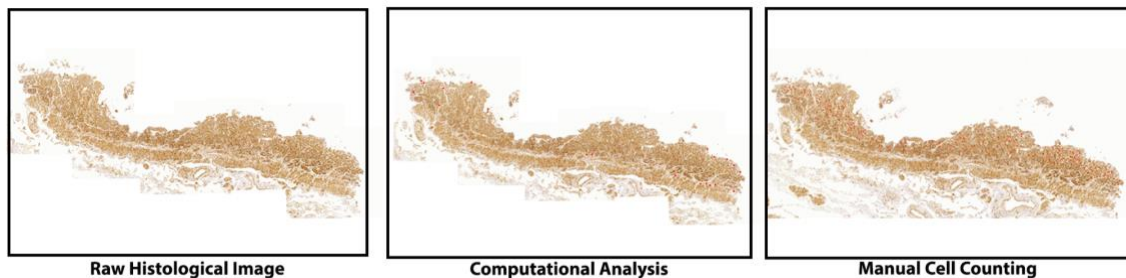 Raw Histological Image
Computational Analysis
Manual Cell Counting